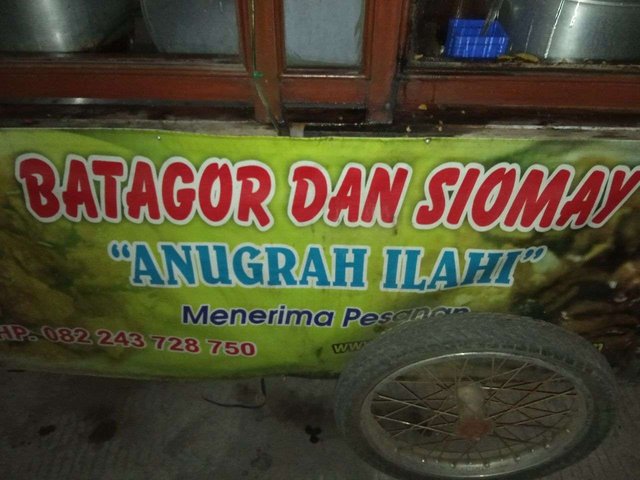 BATAGOR DAN SIOMAY
"ANUGRAH ILAHI"
Menerima Pesanan
HP. 082 243 728 750